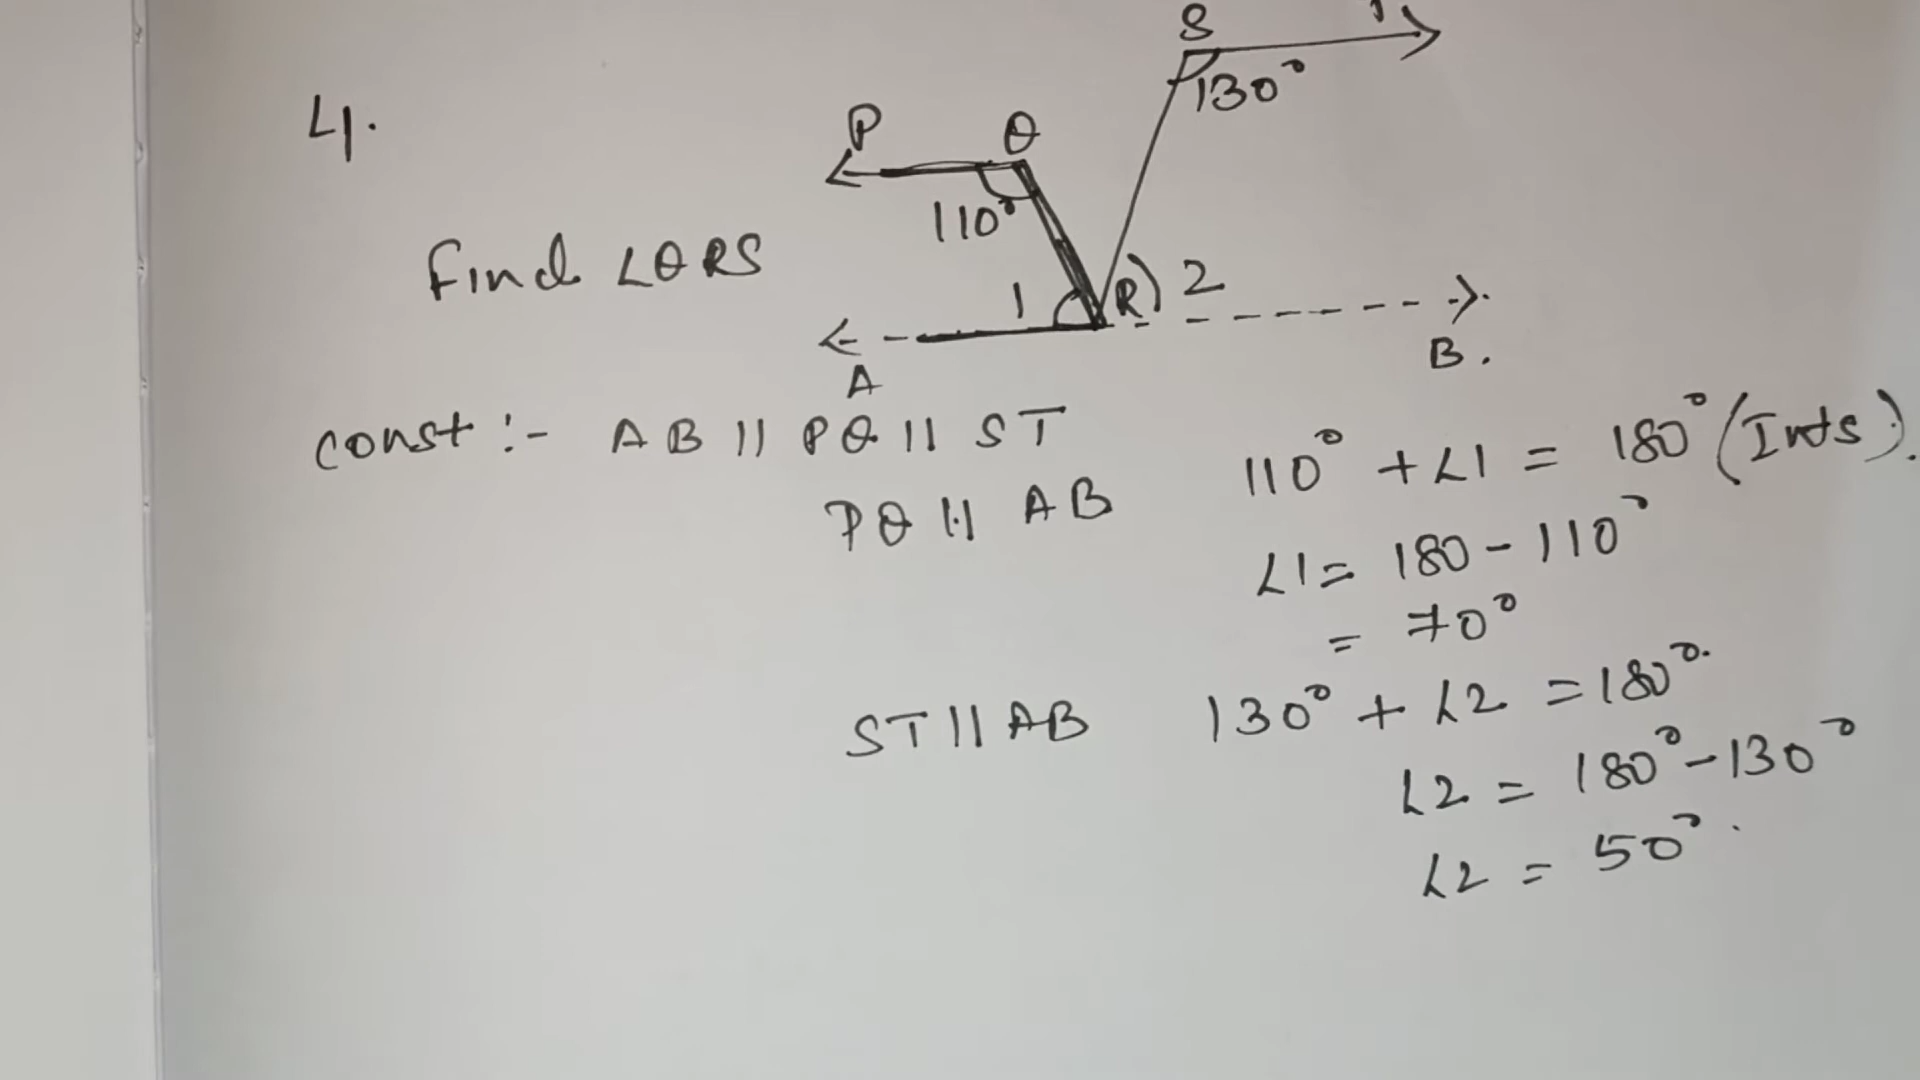 S
4.
P Q
130°
110°
Find ∠QRS
1 R 2
A
B.
const :- AB || PQ || ST
110° + ∠1 = 180° (Ints).
PQ || AB
∠1 = 180 - 110°
= 70°
ST || AB 130° + ∠2 = 180°.
∠2 = 180° - 130°
∠2 = 50°.